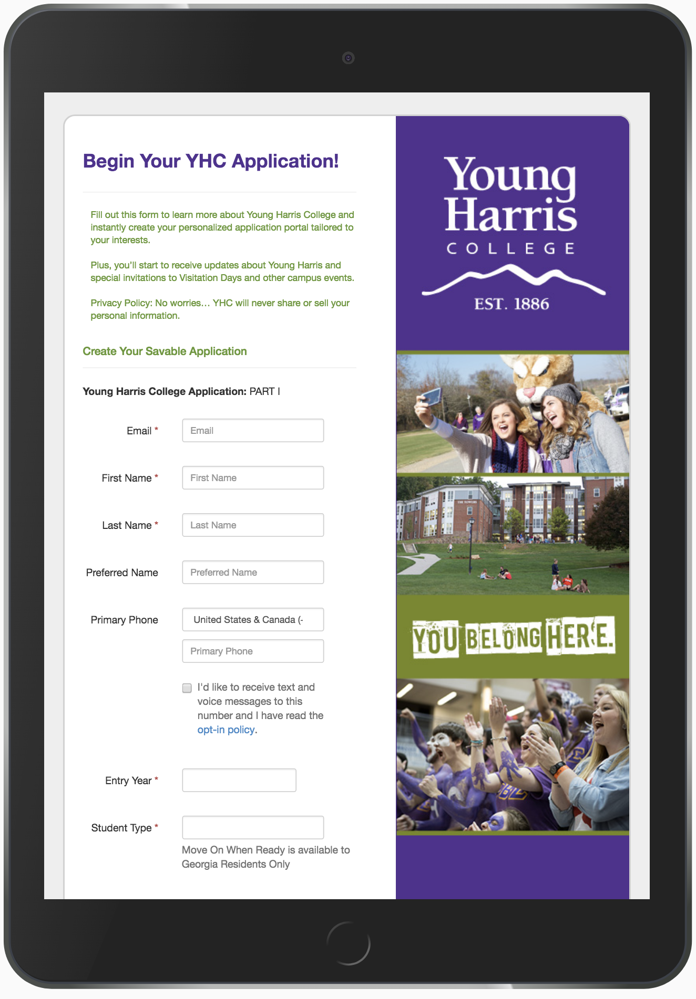 Begin Your YHC Application!
Fill out this form to learn more about Young Harris College and
instantly create your personalized application portal tailored to
your interests.
Plus, you'll start to receive updates about Young Harris and
special invitations to Visitation Days and other campus events.
Privacy Policy: No worries... YHC will never share or sell your
personal information.
Create Your Savable Application
Young Harris College Application: PART I
Email *
Email
First Name *
First Name
Last Name *
Last Name
Preferred Name
Preferred Name
Primary Phone
United States & Canada (-
Primary Phone
I'd like to receive text and
voice messages to this
number and I have read the
opt-in policy.
Entry Year *
Student Type *
Move On When Ready is available to
Georgia Residents Only
Young
Harris
COLLEGE
EST. 1886
THE TOWERS
YOU BELONG HERE.